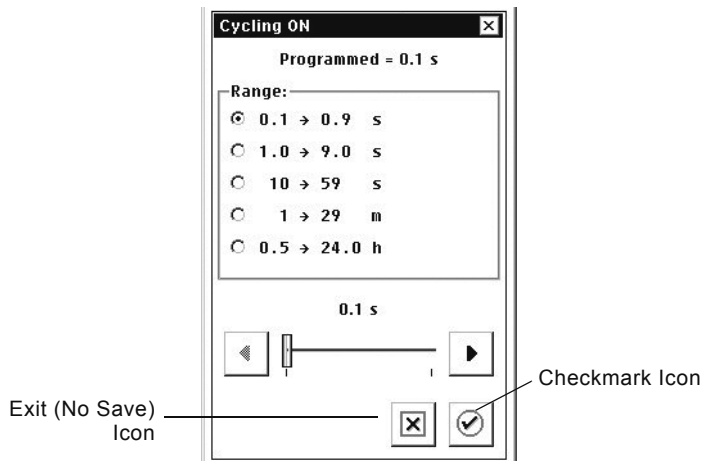 Cycling ON
Programmed = 0.1 s
Range:
0.1 → 0.9 s
1.0 → 9.0 s
10 → 59 s
1 → 29 m
0.5 → 24.0 h
0.1 s
Checkmark Icon
Exit (No Save)
Icon